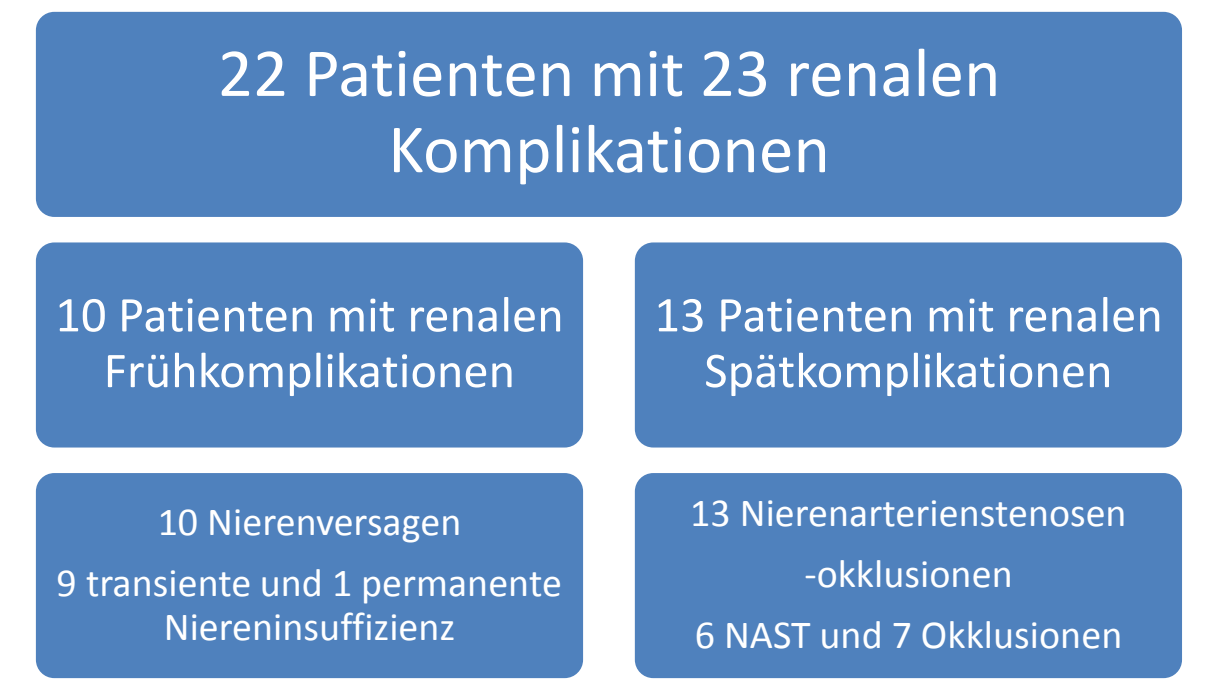 22 Patienten mit 23 renalen
Komplikationen
10 Patienten mit renalen
Frühkomplikationen
13 Patienten mit renalen
Spätkomplikationen
10 Nierenversagen
9 transiente und 1 permanente
Niereninsuffizienz
13 Nierenarterienstenosen
-okklusionen
6 NAST und 7 Okklusionen